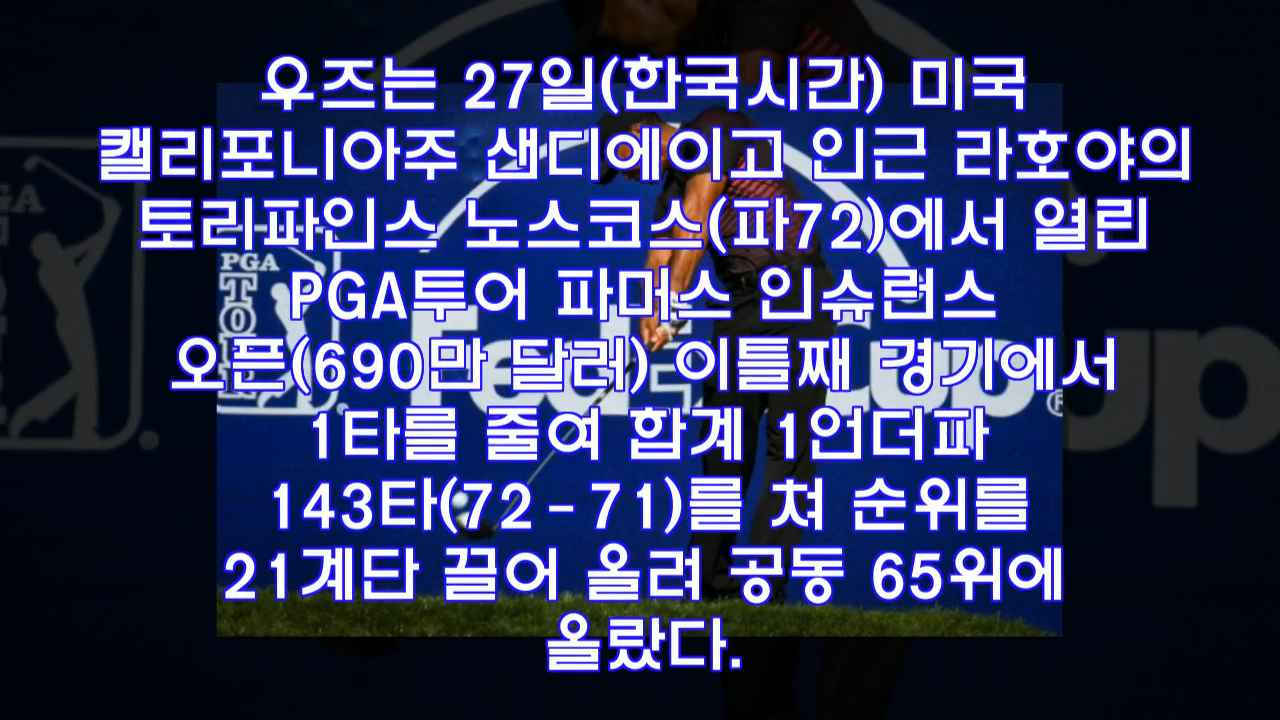 우즈는 27일(한국시간) 미국
캘리포니아주 샌디에이고 인근 라호야의
토리파인스 노스코스(파72)에서 열린
PGA투어 파머스 인슈런스
오픈(690만 달러) 이틀째 경기에서
1타를 줄여 합계 1언더파
143타(72-71)를 쳐 순위를
21계단 끌어 올려 공동 65위에
올랐다.
PGA
TOUR
FedExCup®